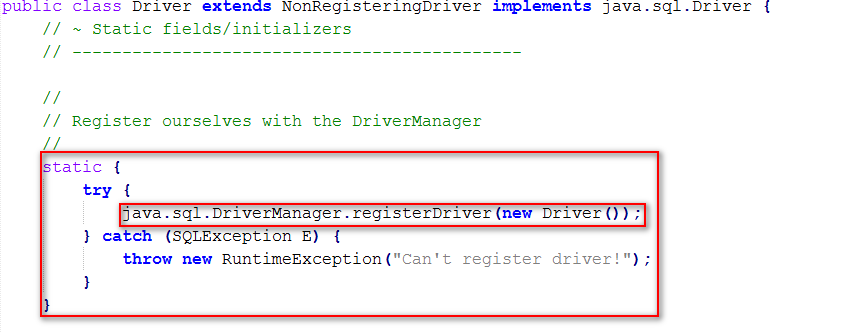 public class Driver extends NonRegisteringDriver implements java.sql.Driver {
    // ~ Static fields/initializers
    // ---------------------------------------------

    //
    // Register ourselves with the DriverManager
    //
    static {
        try {
            java.sql.DriverManager.registerDriver(new Driver());
        } catch (SQLException E) {
            throw new RuntimeException("Can't register driver!");
        }
    }